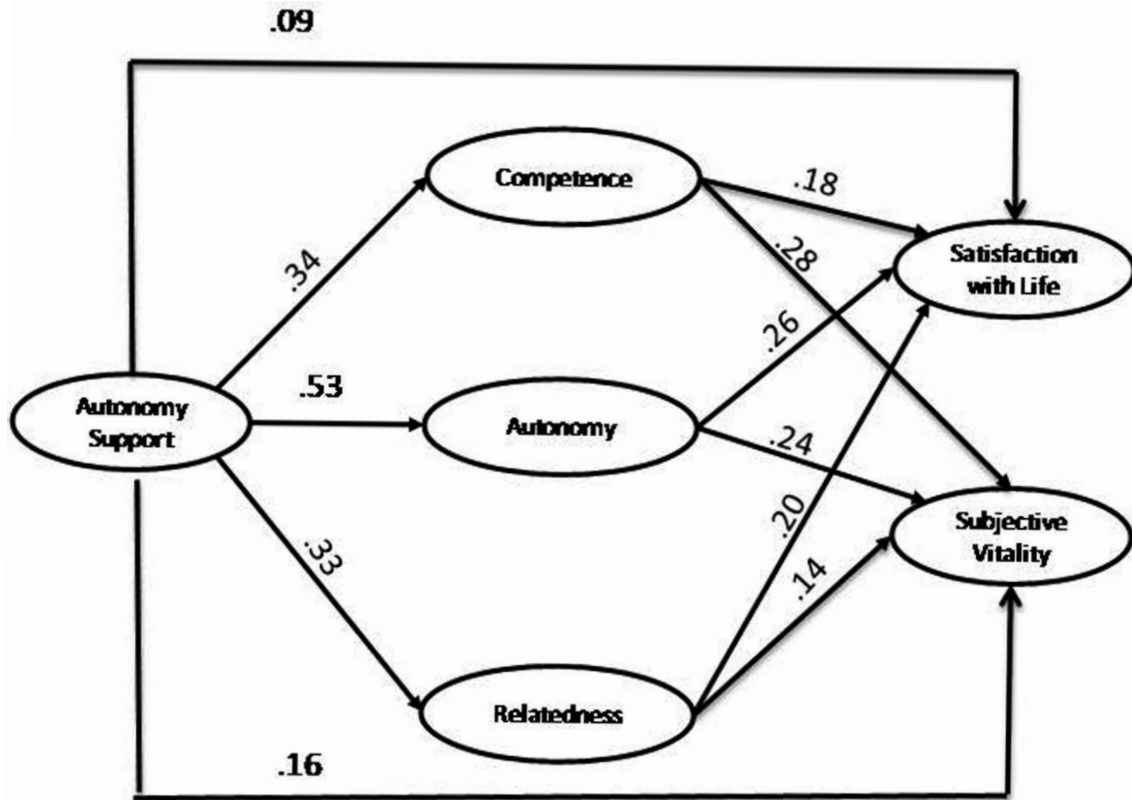 .09
Competence
.18
.28
Satisfaction
with Life
.34
.26
.53
Autonomy
Support
Autonomy
.24
.20
Subjective
Vitality
.33
.14
Relatedness
.16